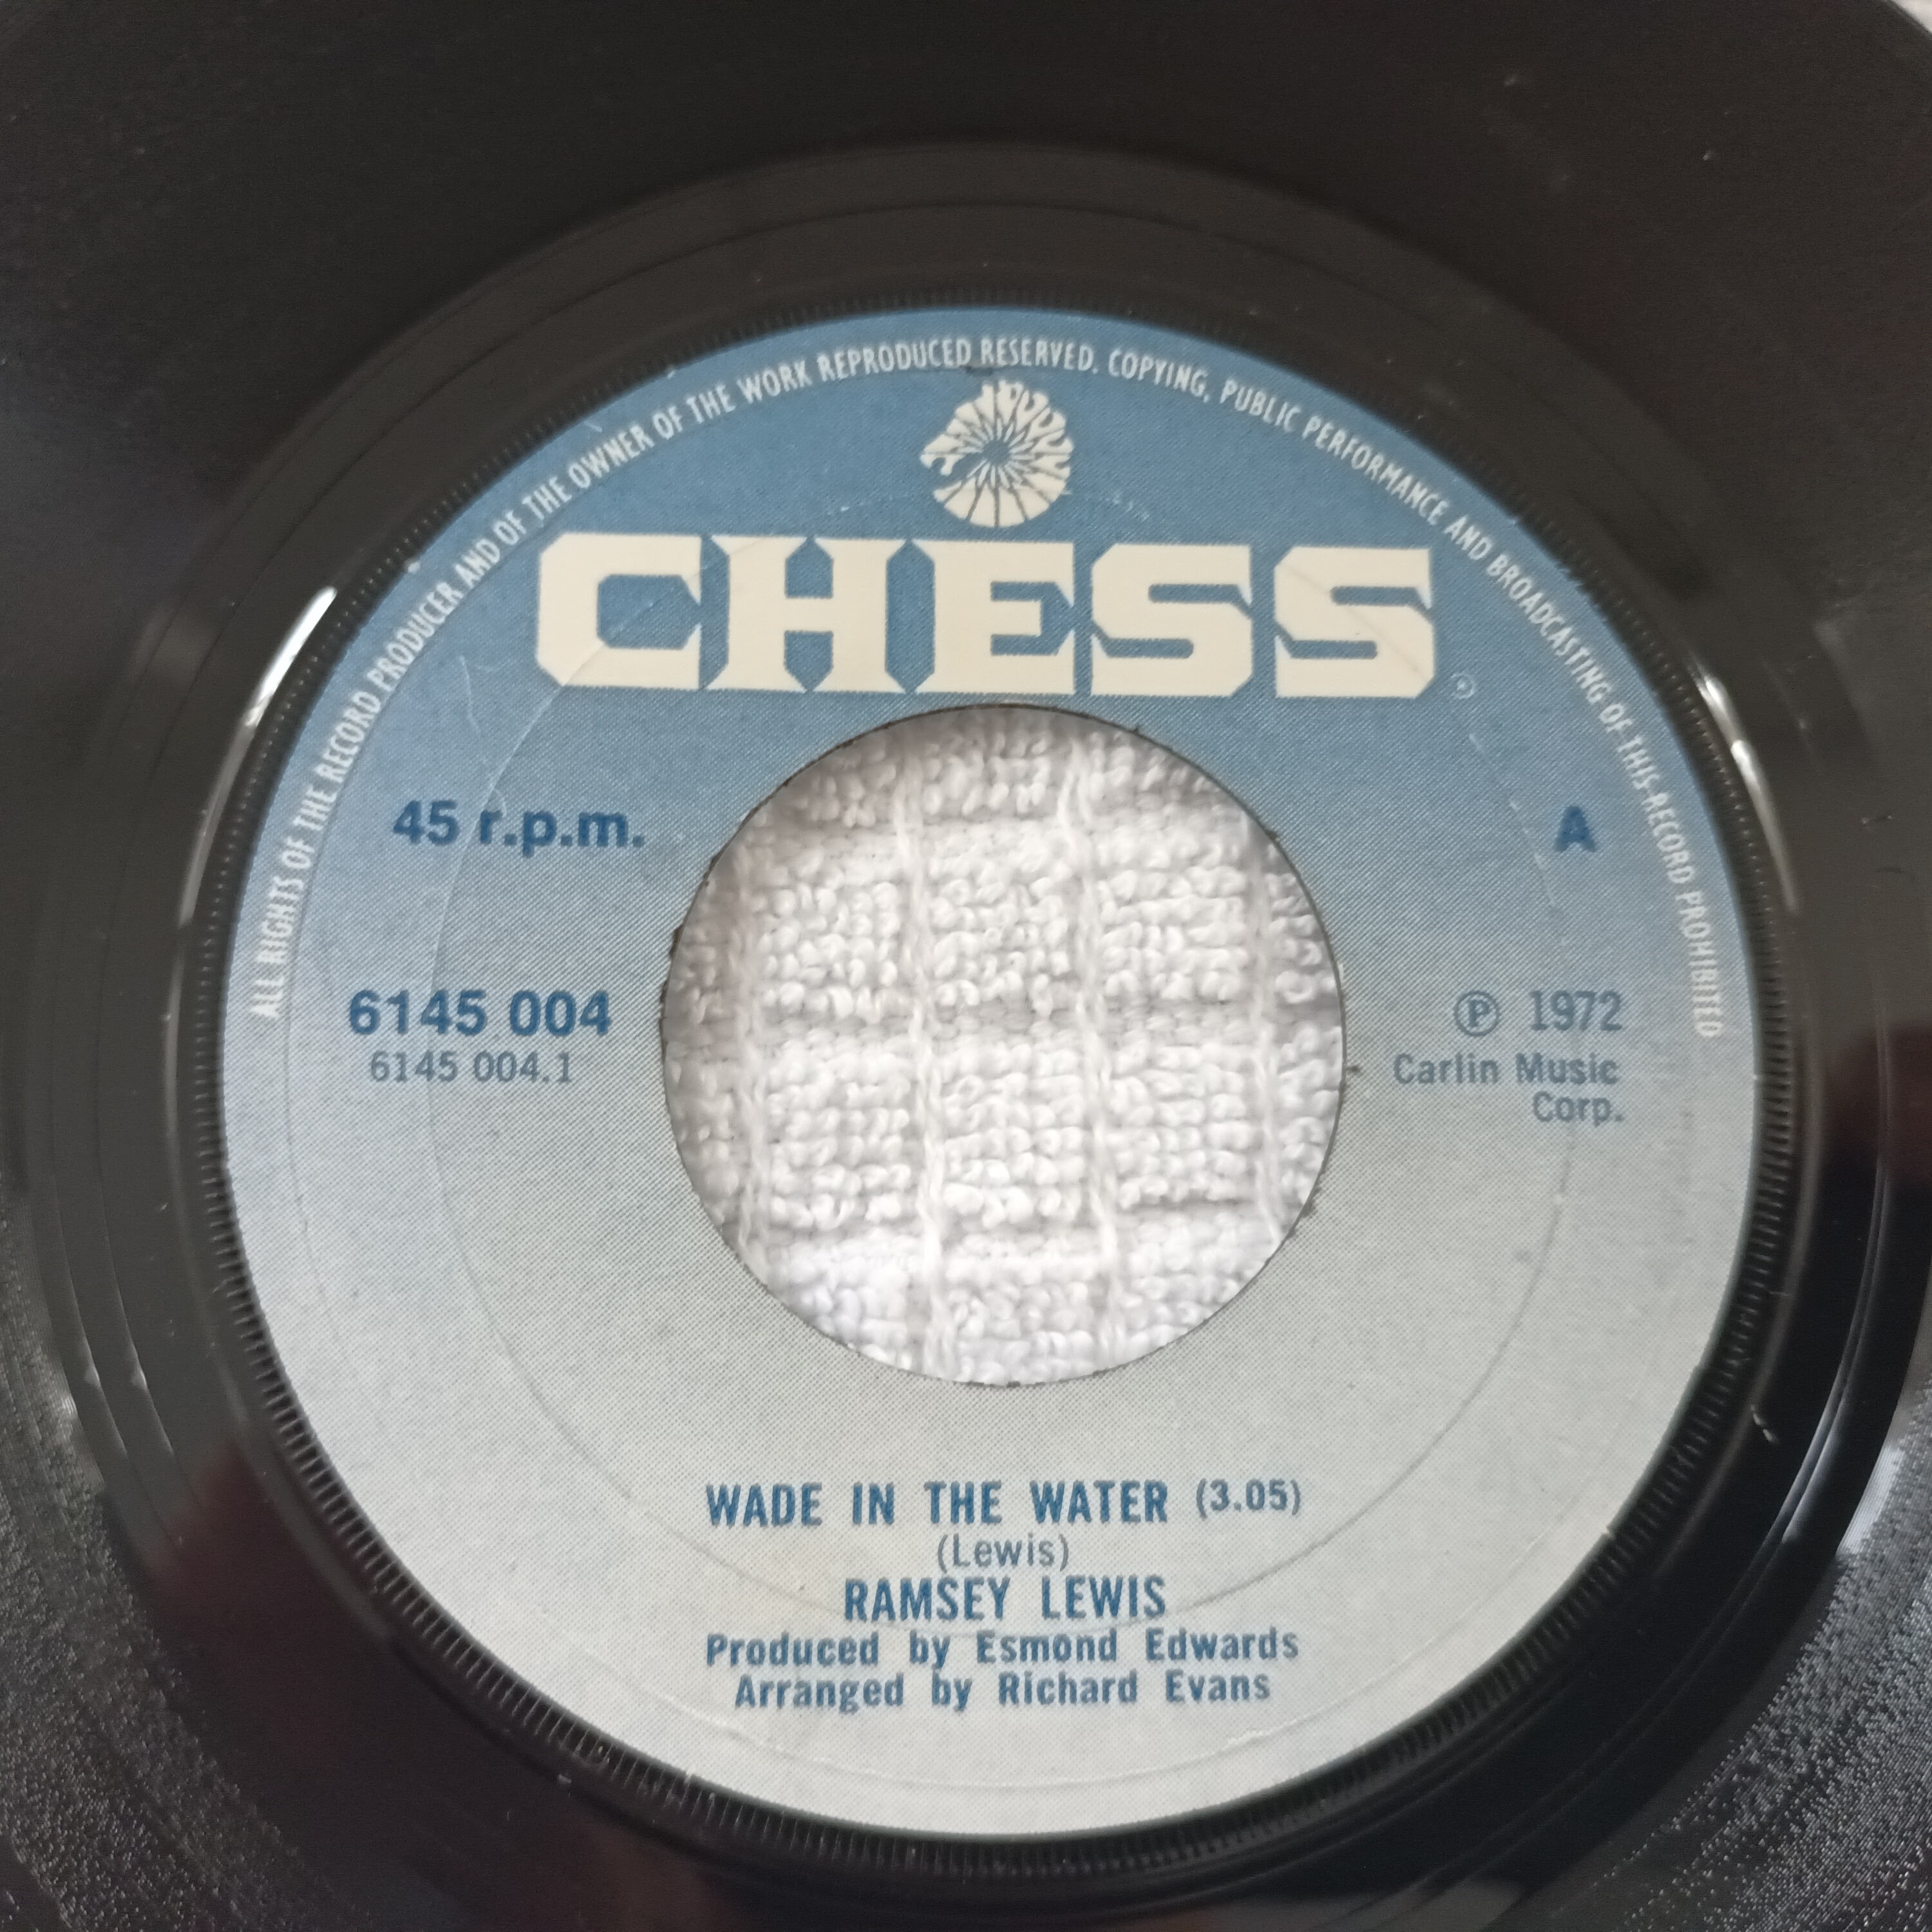 ALL RIGHTS OF THE RECORD PRODUCER AND OF THE OWNER OF THE WORK REPRODUCED RESERVED. COPYING, PUBLIC PERFORMANCE AND BROADCASTING OF THIS RECORD PROHIBITED
CHESS
45 r.p.m.
A
6145 004
6145 004.1
℗ 1972
Carlin Music
Corp.
WADE IN THE WATER (3.05)
(Lewis)
RAMSEY LEWIS
Produced by Esmond Edwards
Arranged by Richard Evans